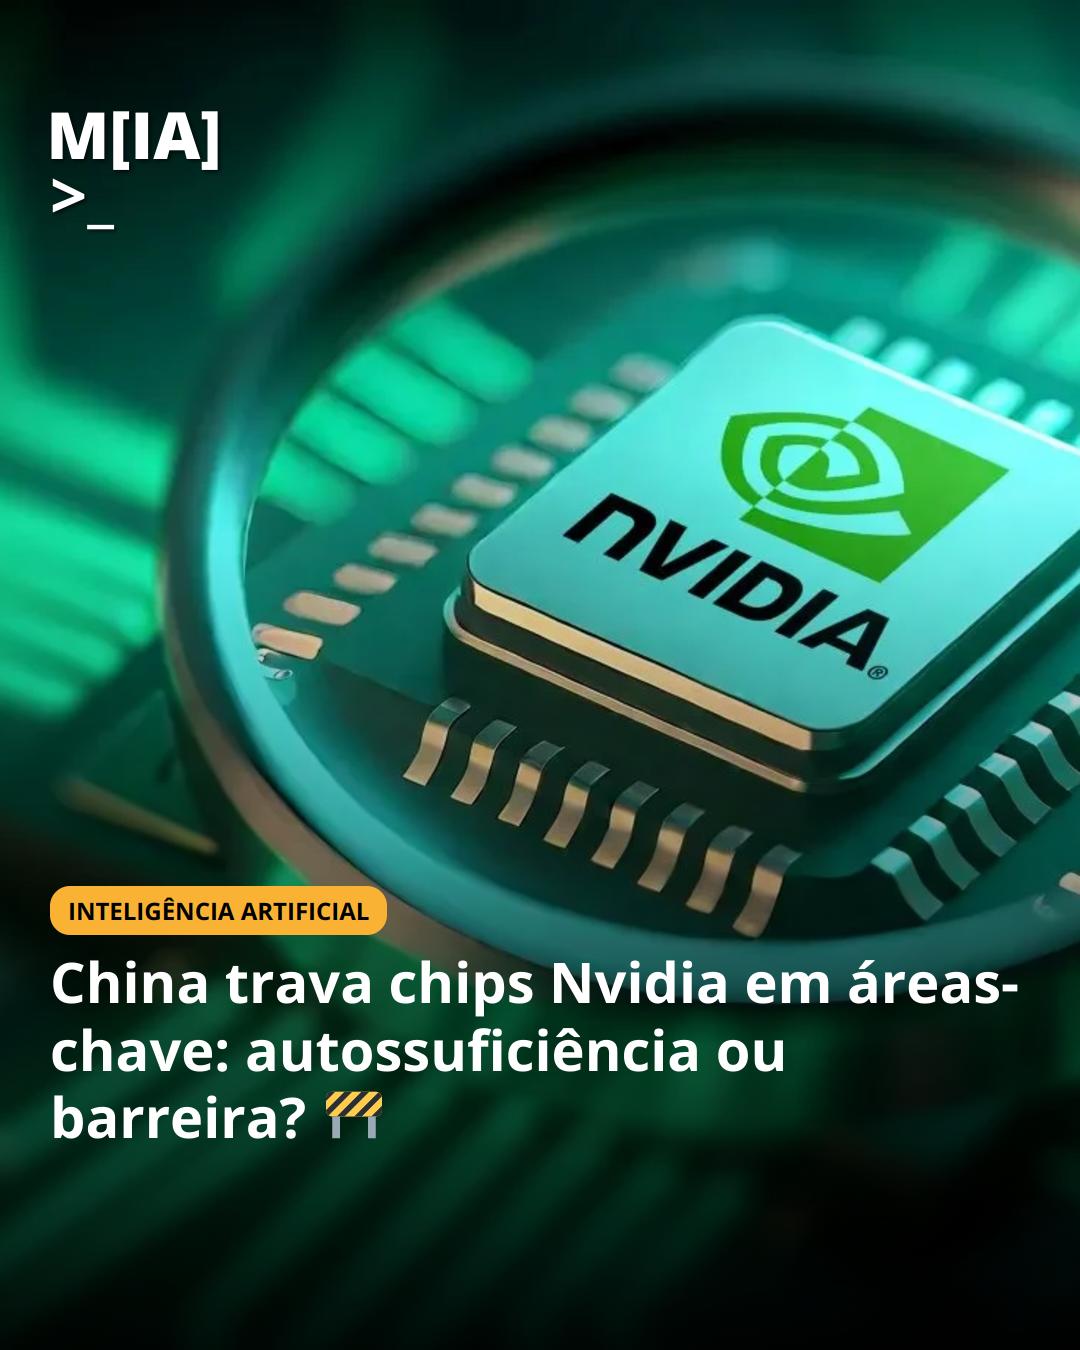 M[IA]
>_
nVIDIA®
INTELIGÊNCIA ARTIFICIAL
China trava chips Nvidia em áreas-
chave: autossuficiência ou
barreira? 🚧